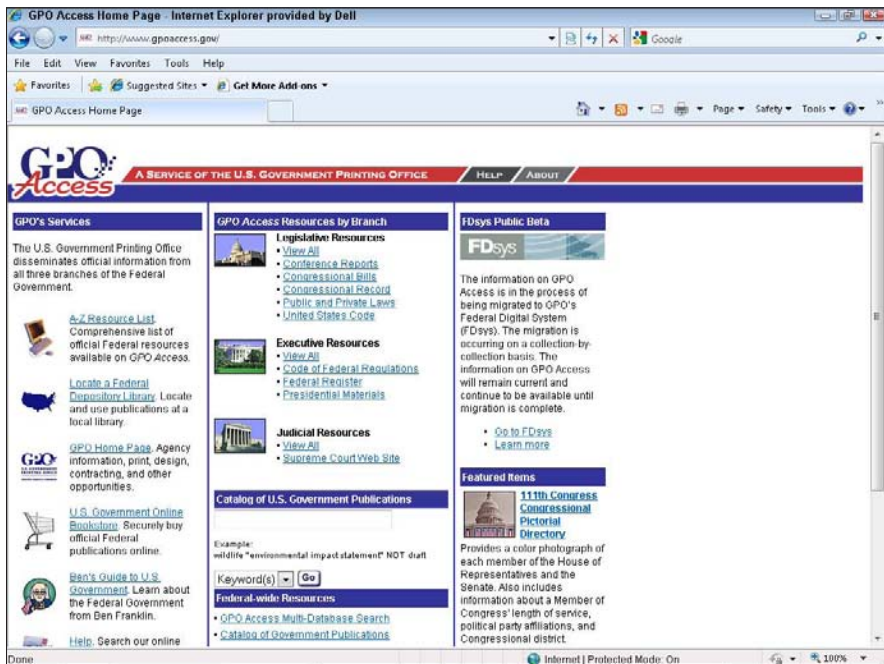 GPO Access Home Page - Internet Explorer provided by Dell
http://www.gpoaccess.gov/
Google
File Edit View Favorites Tools Help
Favorites Suggested Sites Get More Add-ons
GPO Access Home Page
Page Safety Tools
GPO Access
A SERVICE OF THE U.S. GOVERNMENT PRINTING OFFICE
HELP ABOUT
GPO's Services
The U.S. Government Printing Office
disseminates official information from
all three branches of the Federal
Government.
A-Z Resource List.
Comprehensive list of
official Federal resources
available on GPO Access.
Locate a Federal
Depository Library. Locate
and use publications at a
local library.
GPO
GPO Home Page. Agency
information, print, design,
contracting, and other
opportunities.
U.S. Government Online
Bookstore. Securely buy
official Federal
publications online.
Ben's Guide to U.S.
Government. Learn about
the Federal Government
from Ben Franklin.
Help. Search our online
GPO Access Resources by Branch
Legislative Resources
• View All
• Conference Reports
• Congressional Bills
• Congressional Record
• Public and Private Laws
• United States Code
Executive Resources
• View All
• Code of Federal Regulations
• Federal Register
• Presidential Materials
Judicial Resources
• View All
• Supreme Court Web Site
Catalog of U.S. Government Publications
Example:
wildlife "environmental impact statement" NOT draft
Keyword(s) Go
Federal-wide Resources
• GPO Access Multi-Database Search
• Catalog of Government Publications
FDsys Public Beta
FDsys
The information on GPO
Access is in the process of
being migrated to GPO's
Federal Digital System
(FDsys). The migration is
occurring on a collection-by-
collection basis. The
information on GPO Access
will remain current and
continue to be available until
migration is complete.
• Go to FDsys
• Learn more
Featured Items
111th Congress
Congressional
Pictorial
Directory
Provides a color photograph of
each member of the House of
Representatives and the
Senate. Also includes
information about a Member of
Congress' length of service,
political party affiliations, and
Congressional district.
Done
Internet | Protected Mode: On
100%